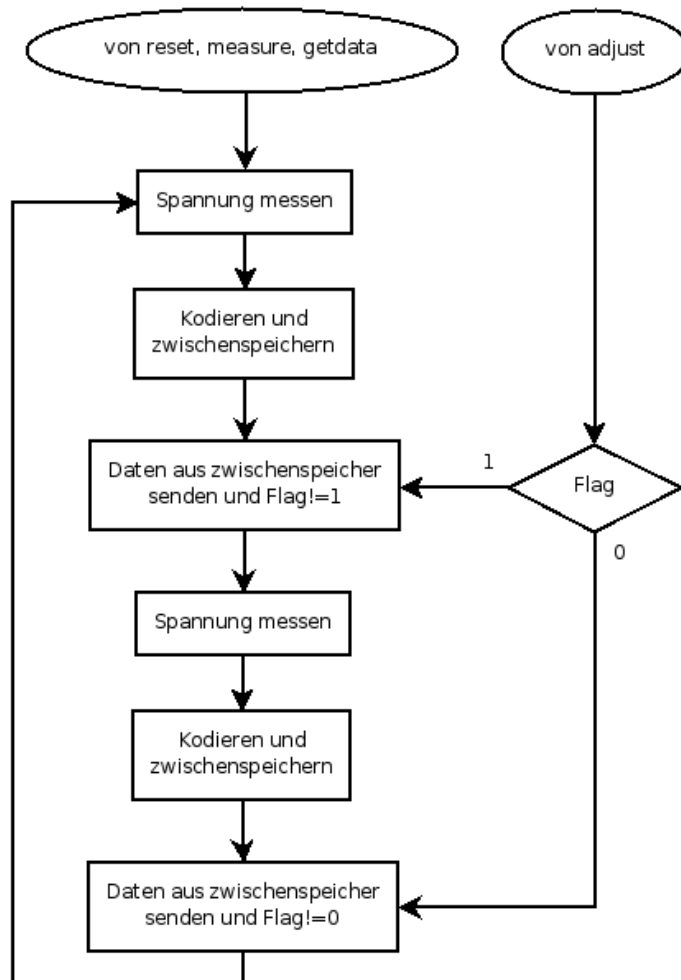 von reset, measure, getdata
von adjust
Spannung messen
Kodieren und
zwischenspeichern
Daten aus zwischenspeicher
senden und Flag!=1
1
Flag
0
Spannung messen
Kodieren und
zwischenspeichern
Daten aus zwischenspeicher
senden und Flag!=0